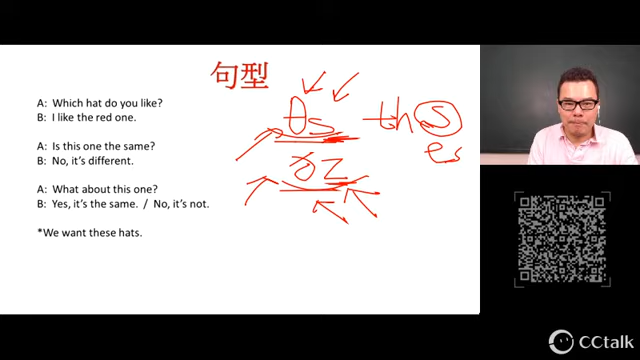 句型
A: Which hat do you like?
B: I like the red one.
A: Is this one the same?
B: No, it's different.
A: What about this one?
B: Yes, it's the same. / No, it's not.
*We want these hats.
θs
ðz
th s
es
CCtalk